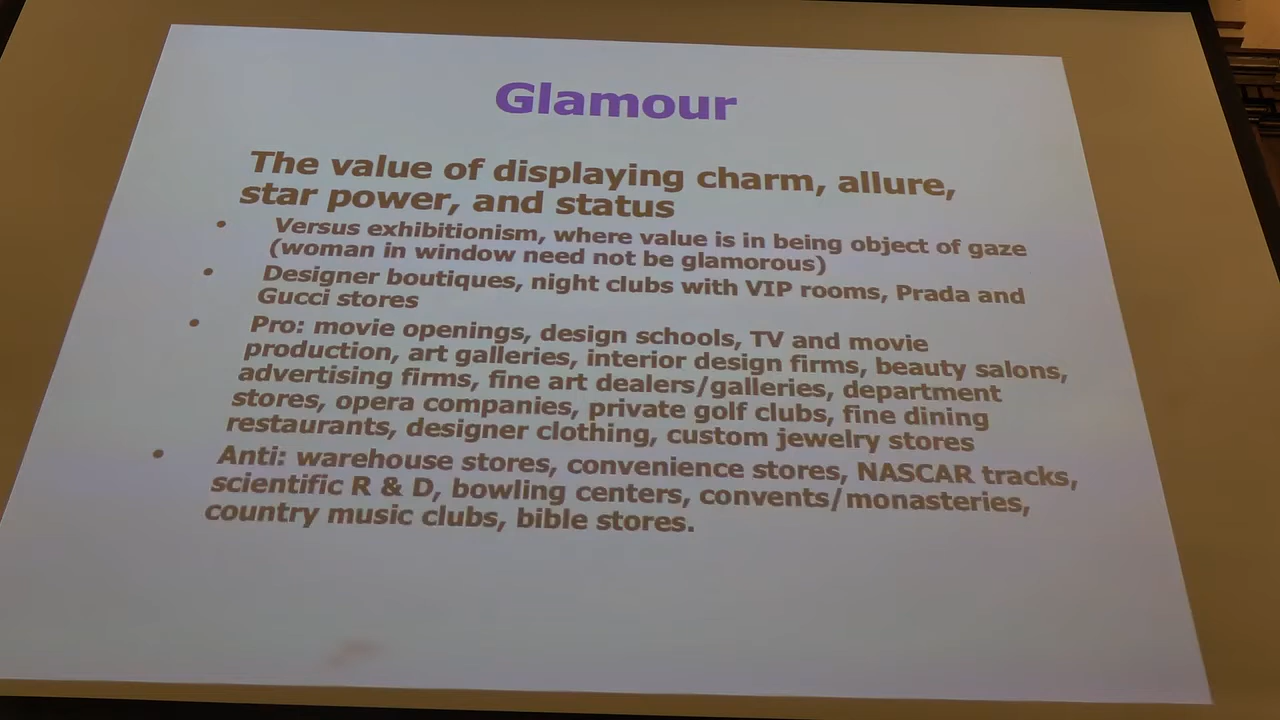 Glamour
The value of displaying charm, allure,
star power, and status
• Versus exhibitionism, where value is in being object of gaze
(woman in window need not be glamorous)
• Designer boutiques, night clubs with VIP rooms, Prada and
Gucci stores
• Pro: movie openings, design schools, TV and movie
production, art galleries, interior design firms, beauty salons,
advertising firms, fine art dealers/galleries, department
stores, opera companies, private golf clubs, fine dining
restaurants, designer clothing, custom jewelry stores
• Anti: warehouse stores, convenience stores, NASCAR tracks,
scientific R & D, bowling centers, convents/monasteries,
country music clubs, bible stores.